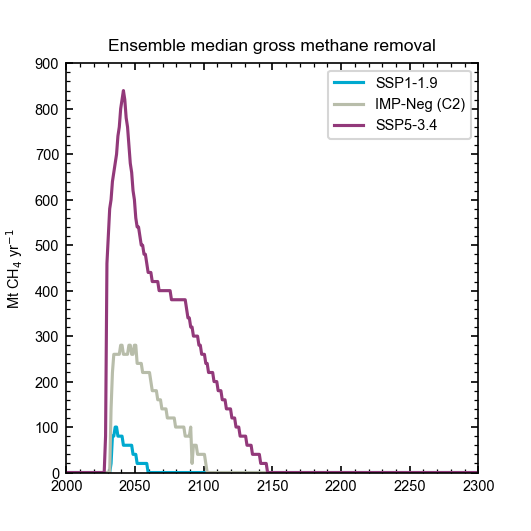 Ensemble median gross methane removal
900
800
700
600
500
400
300
200
100
0
Mt CH₄ yr⁻¹
SSP1-1.9
IMP-Neg (C2)
SSP5-3.4
2000 2050 2100 2150 2200 2250 2300